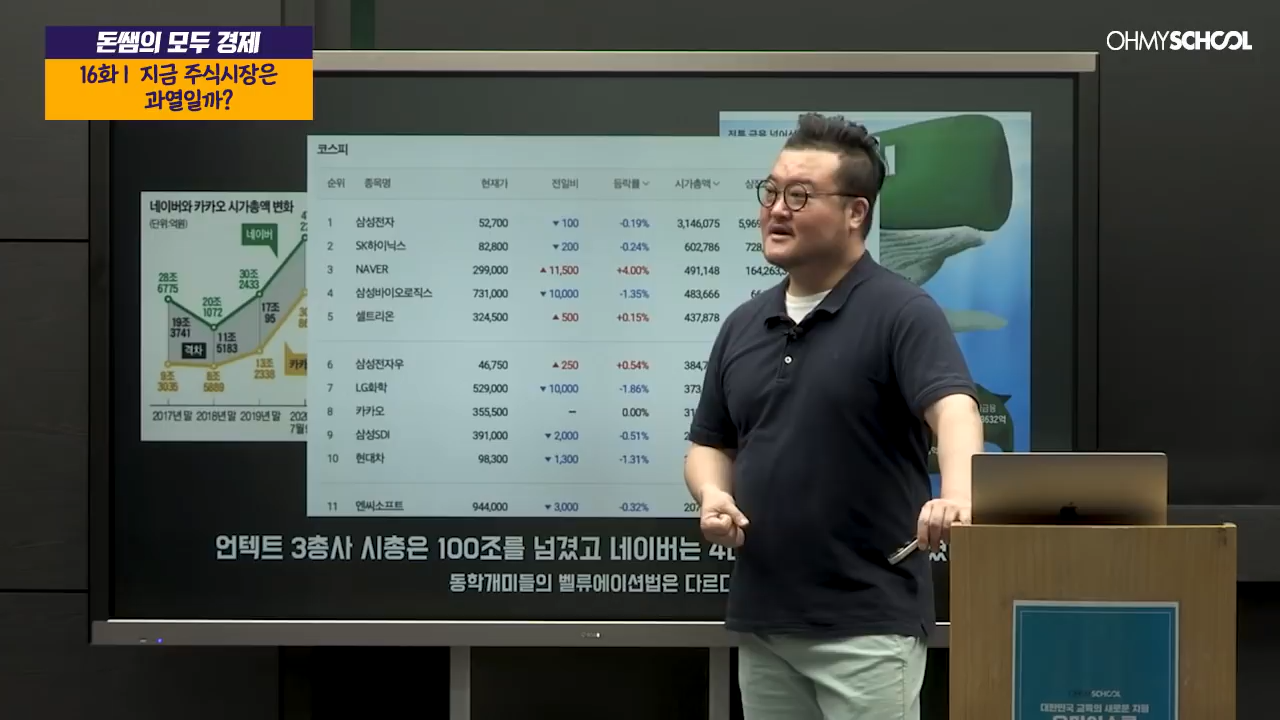 돈쌤의 모두 경제
16화 I 지금 주식시장은
과열일까?
OHMYSCHOOL
네이버와 카카오 시가총액 변화
(단위:억원)
네이버
28조
6775
20조
1072
30조
2433
19조
3741
격차
11조
5183
17조
95
9조
3035
8조
5889
13조
2338
2017년 말 2018년 말 2019년 말
코스피
순위 종목명 현재가 전일비 등락률 시가총액
1 삼성전자 52,700 ▼ 100 -0.19% 3,146,075
2 SK하이닉스 82,800 ▼ 200 -0.24% 602,786
3 NAVER 299,000 ▲ 11,500 +4.00% 491,148
4 삼성바이오로직스 731,000 ▼ 10,000 -1.35% 483,666
5 셀트리온 324,500 ▲ 500 +0.15% 437,878
6 삼성전자우 46,750 ▲ 250 +0.54%
7 LG화학 529,000 ▼ 10,000 -1.86%
8 카카오 355,500 – 0.00%
9 삼성SDI 391,000 ▼ 2,000 -0.51%
10 현대차 98,300 ▼ 1,300 -1.31%
11 엔씨소프트 944,000 ▼ 3,000 -0.32%
언택트 3총사 시총은 100조를 넘겼고 네이버는
동학개미들의 벨류에이션법은
OHMYSCHOOL
대한민국 교육의 새로운 지평